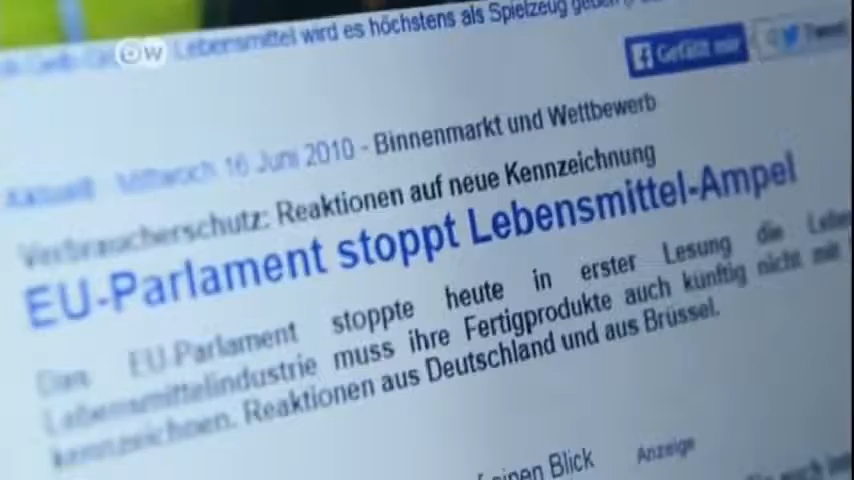 DW
Lebensmittel wird es höchstens als Spielzeug geben
Gefällt mir
Tweet
Aktuell - Mittwoch 16 Juni 2010 - Binnenmarkt und Wettbewerb
Verbraucherschutz: Reaktionen auf neue Kennzeichnung
EU-Parlament stoppt Lebensmittel-Ampel
Das EU-Parlament stoppte heute in erster Lesung die
Lebensmittelindustrie muss ihre Fertigprodukte auch künftig nicht mit
kennzeichnen. Reaktionen aus Deutschland und aus Brüssel.
einen Blick
Anzeige